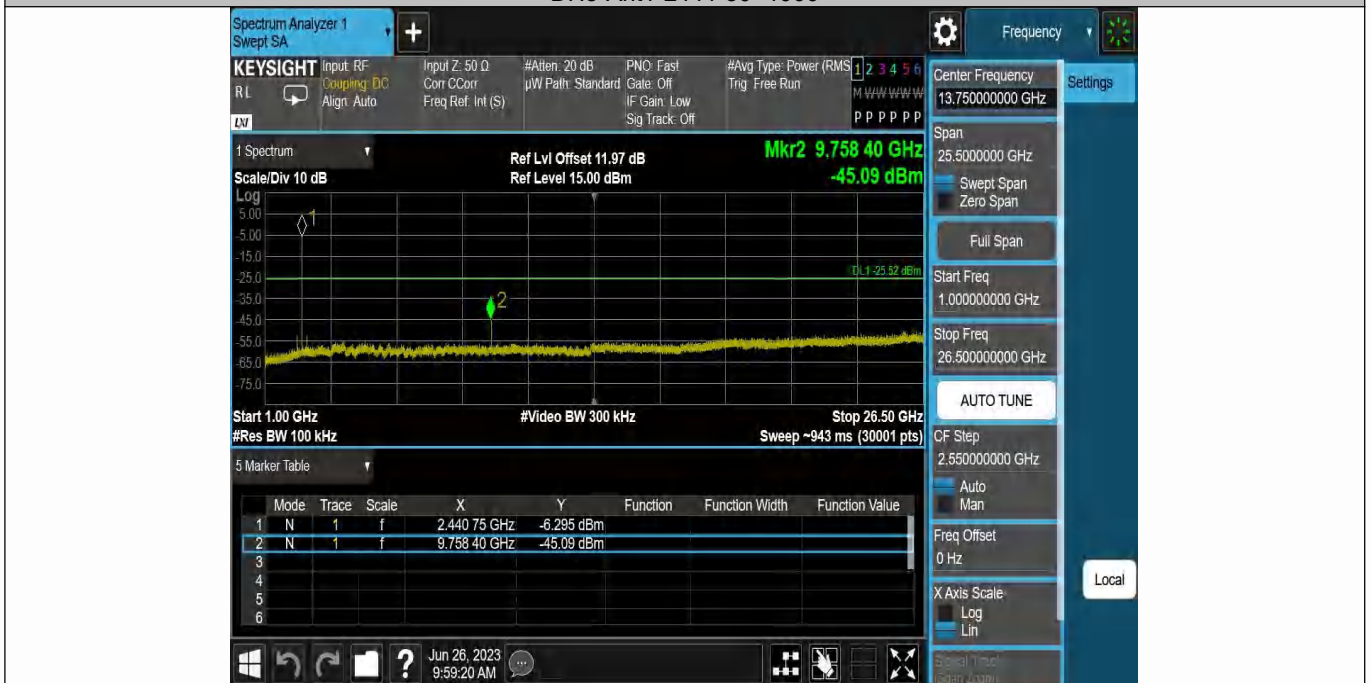 Spectrum Analyzer 1
Swept SA
+
Frequency
KEYSIGHT
RL
LXI
Input: RF
Coupling: DC
Align: Auto
Input Z: 50 Ω
Corr CCorr
Freq Ref: Int (S)
#Atten: 20 dB
µW Path: Standard
PNO: Fast
Gate: Off
IF Gain: Low
Sig Track: Off
#Avg Type: Power (RMS
Trig: Free Run
1 2 3 4 5 6
M W W W W W
P P P P P P
Center Frequency
13.750000000 GHz
Settings
Span
25.5000000 GHz
Swept Span
Zero Span
Full Span
Start Freq
1.000000000 GHz
Stop Freq
26.500000000 GHz
AUTO TUNE
CF Step
2.550000000 GHz
Auto
Man
Freq Offset
0 Hz
X Axis Scale
Log
Lin
Local
1 Spectrum
Scale/Div 10 dB
Ref Lvl Offset 11.97 dB
Ref Level 15.00 dBm
Mkr2 9.758 40 GHz
-45.09 dBm
Log
5.00
-5.00
-15.0
-25.0
-35.0
-45.0
-55.0
-65.0
-75.0
1
2
DL1 -25.52 dBm
Start 1.00 GHz
#Res BW 100 kHz
#Video BW 300 kHz
Stop 26.50 GHz
Sweep ~943 ms (30001 pts)
5 Marker Table
Mode Trace Scale X Y Function Function Width Function Value
1 N 1 f 2.440 75 GHz -6.295 dBm
2 N 1 f 9.758 40 GHz -45.09 dBm
3
4
5
6
?
Jun 26, 2023
9:59:20 AM